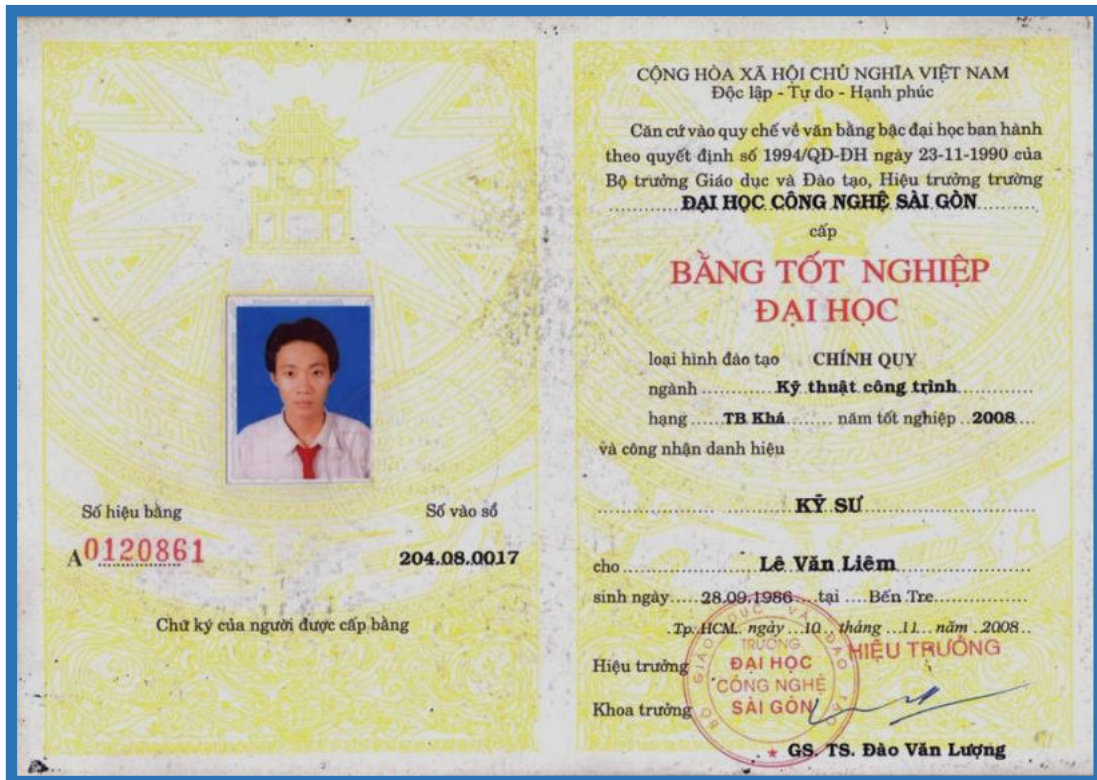 Số hiệu bằng
A 0120861
Số vào sổ
204.08.0017
Chữ ký của người được cấp bằng
CỘNG HÒA XÃ HỘI CHỦ NGHĨA VIỆT NAM
Độc lập - Tự do - Hạnh phúc
Căn cứ vào quy chế về văn bằng bậc đại học ban hành
theo quyết định số 1994/QĐ-ĐH ngày 23-11-1990 của
Bộ trưởng Giáo dục và Đào tạo, Hiệu trưởng trường
ĐẠI HỌC CÔNG NGHỆ SÀI GÒN
cấp
BẰNG TỐT NGHIỆP
ĐẠI HỌC
loại hình đào tạo CHÍNH QUY
ngành Kỹ thuật công trình
hạng TB Khá năm tốt nghiệp 2008
và công nhận danh hiệu
KỸ SƯ
cho Lê Văn Liêm
sinh ngày 28.09.1986 tại Bến Tre
Tp. HCM. ngày 10 tháng 11 năm 2008
Hiệu trưởng
HIỆU TRƯỞNG
Khoa trưởng
BỘ GIÁO DỤC VÀ ĐÀO TẠO
TRƯỜNG
ĐẠI HỌC
CÔNG NGHỆ
SÀI GÒN
GS. TS. Đào Văn Lượng